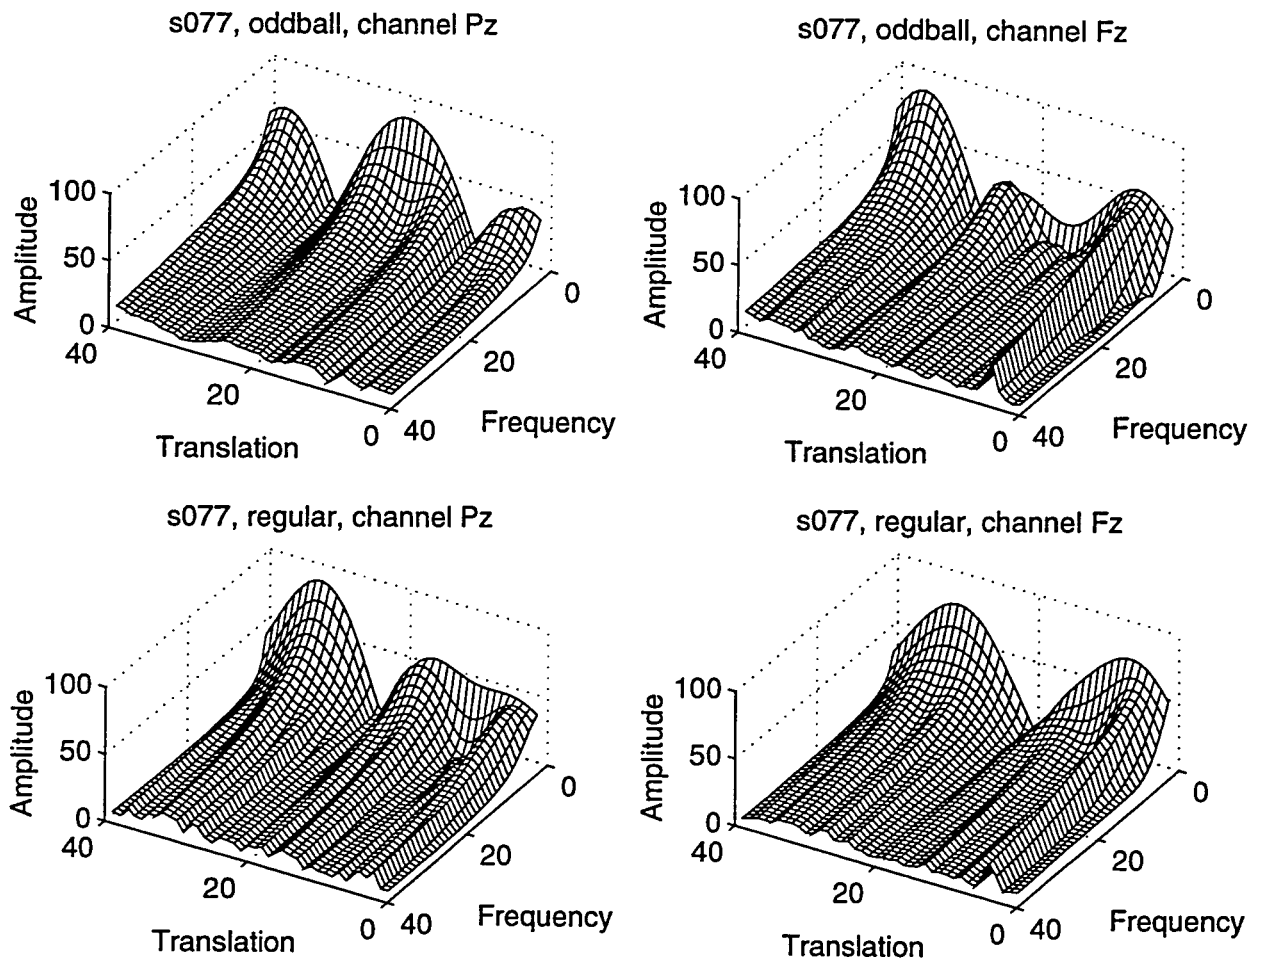 s077, oddball, channel Pz
Amplitude
100
50
0
40
20
0
Translation
40
20
0
Frequency
s077, oddball, channel Fz
Amplitude
100
50
0
40
20
0
Translation
40
20
0
Frequency
s077, regular, channel Pz
Amplitude
100
50
0
40
20
0
Translation
40
20
0
Frequency
s077, regular, channel Fz
Amplitude
100
50
0
40
20
0
Translation
40
20
0
Frequency